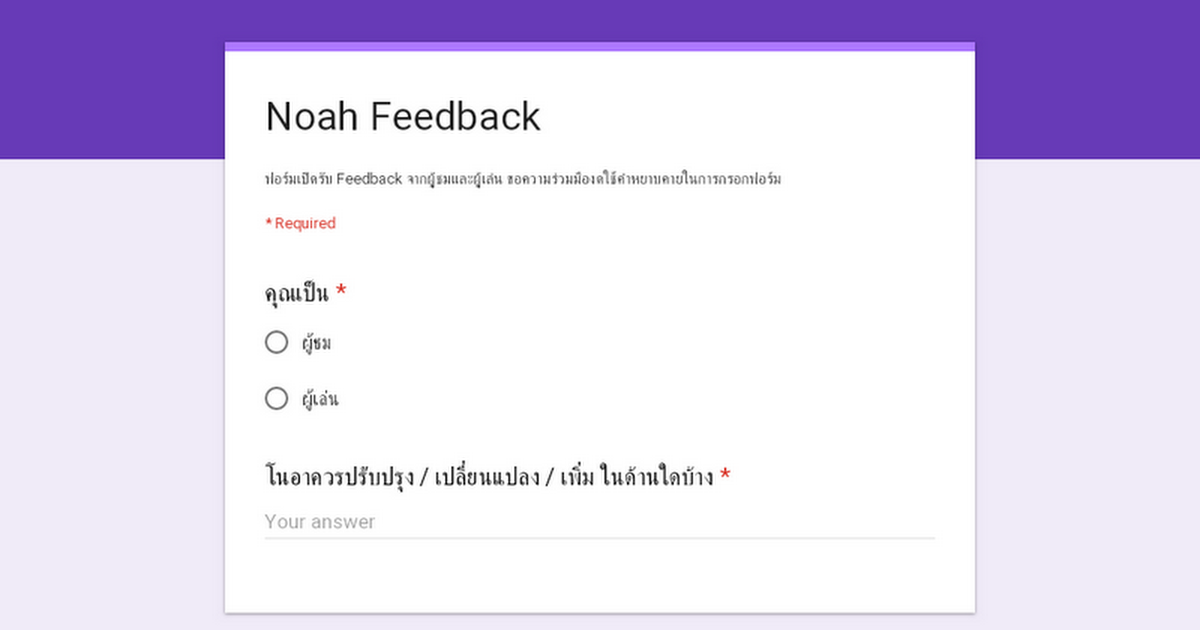 Noah Feedback
ฟอร์มเปิดรับ Feedback จากผู้ชมและผู้เล่น ขอความร่วมมืองดใช้คำหยาบคายในการกรอกฟอร์ม
* Required
คุณเป็น *
ผู้ชม
ผู้เล่น
โนอาควรปรับปรุง / เปลี่ยนแปลง / เพิ่ม ในด้านใดบ้าง *
Your answer